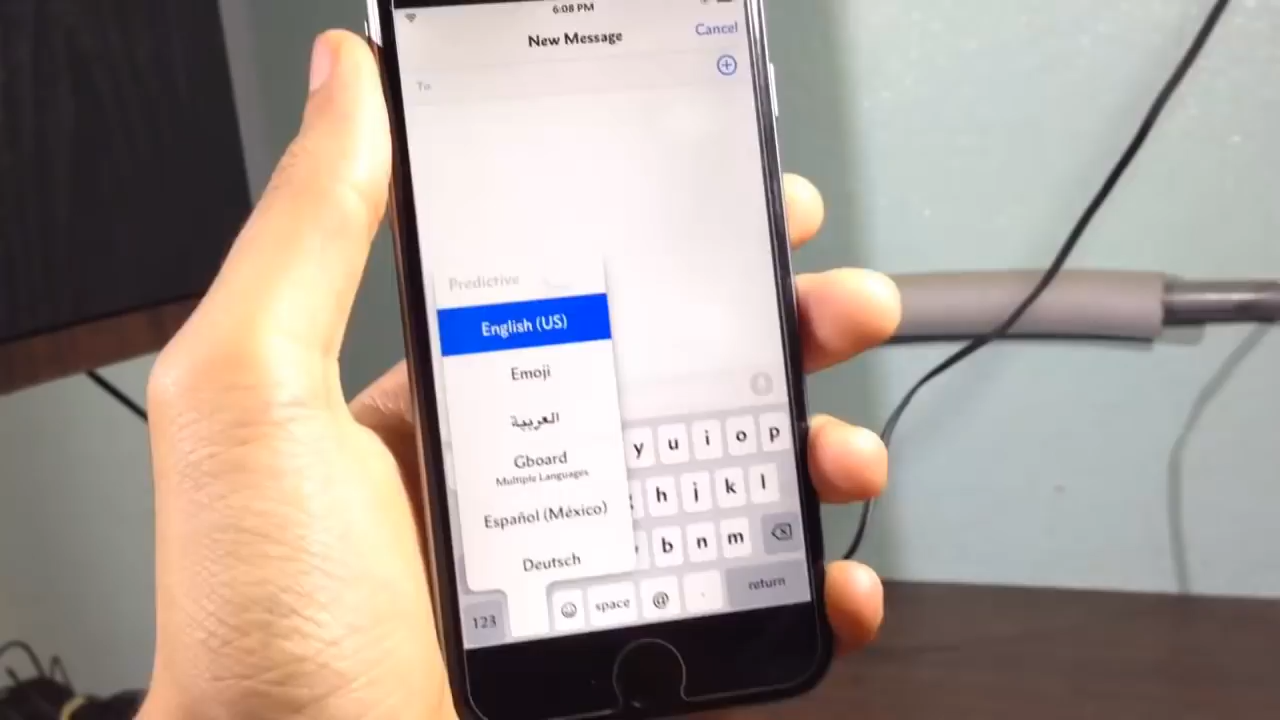 6:08 PM
New Message
Cancel
To
Predictive
English (US)
Emoji
العربية
Gboard
Multiple Languages
Español (México)
Deutsch
y u i o p
h j k l
b n m
123
space
@
.
return